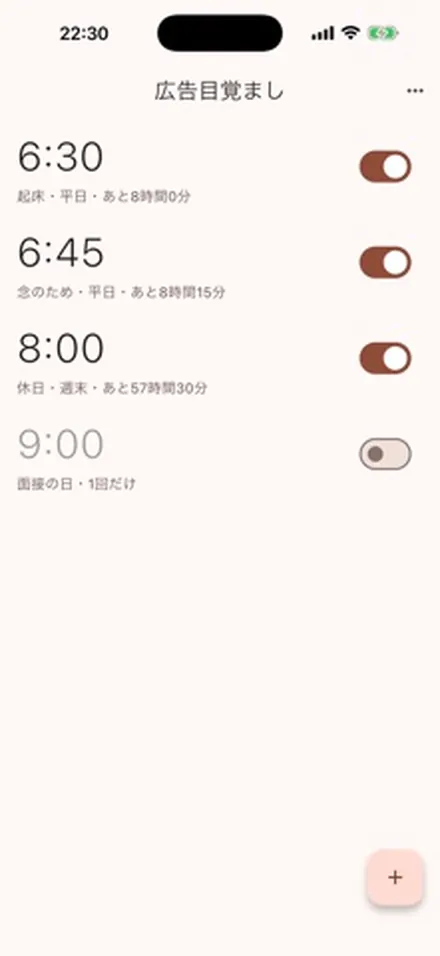 22:30
広告目覚まし
6:30
起床・平日・あと8時間0分
6:45
念のため・平日・あと8時間15分
8:00
休日・週末・あと57時間30分
9:00
面接の日・1回だけ